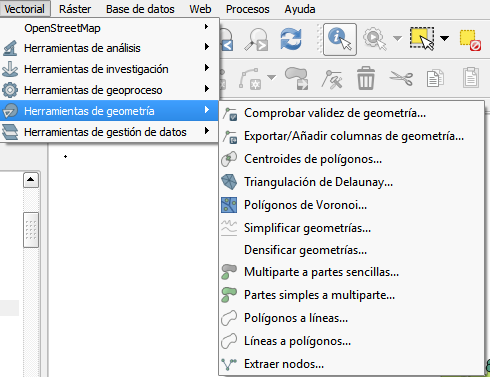 Vectorial Ráster Base de datos Web Procesos Ayuda
OpenStreetMap
Herramientas de análisis
Herramientas de investigación
Herramientas de geoproceso
Herramientas de geometría
Herramientas de gestión de datos
Comprobar validez de geometría...
Exportar/Añadir columnas de geometría...
Centroides de polígonos...
Triangulación de Delaunay...
Polígonos de Voronoi...
Simplificar geometrías...
Densificar geometrías...
Multiparte a partes sencillas...
Partes simples a multiparte...
Polígonos a líneas...
Líneas a polígonos...
Extraer nodos...